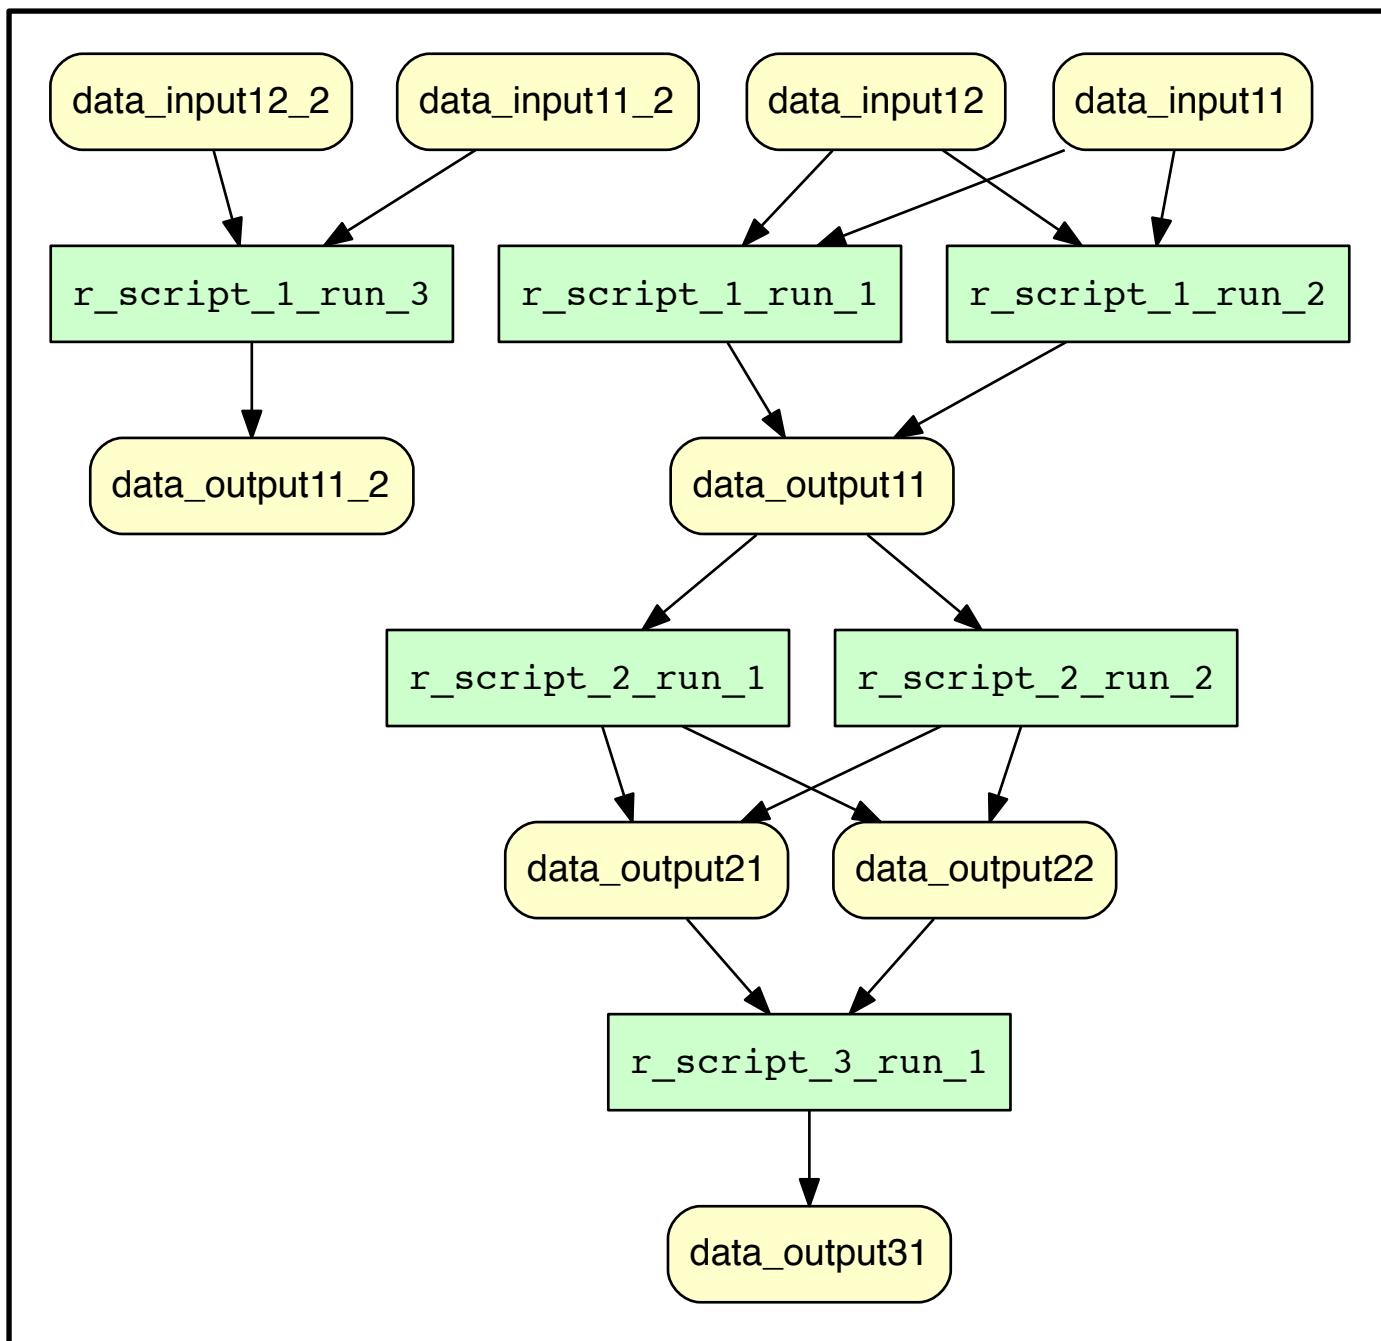 data_input12_2
data_input11_2
data_input12
data_input11
r_script_1_run_3
r_script_1_run_1
r_script_1_run_2
data_output11_2
data_output11
r_script_2_run_1
r_script_2_run_2
data_output21
data_output22
r_script_3_run_1
data_output31